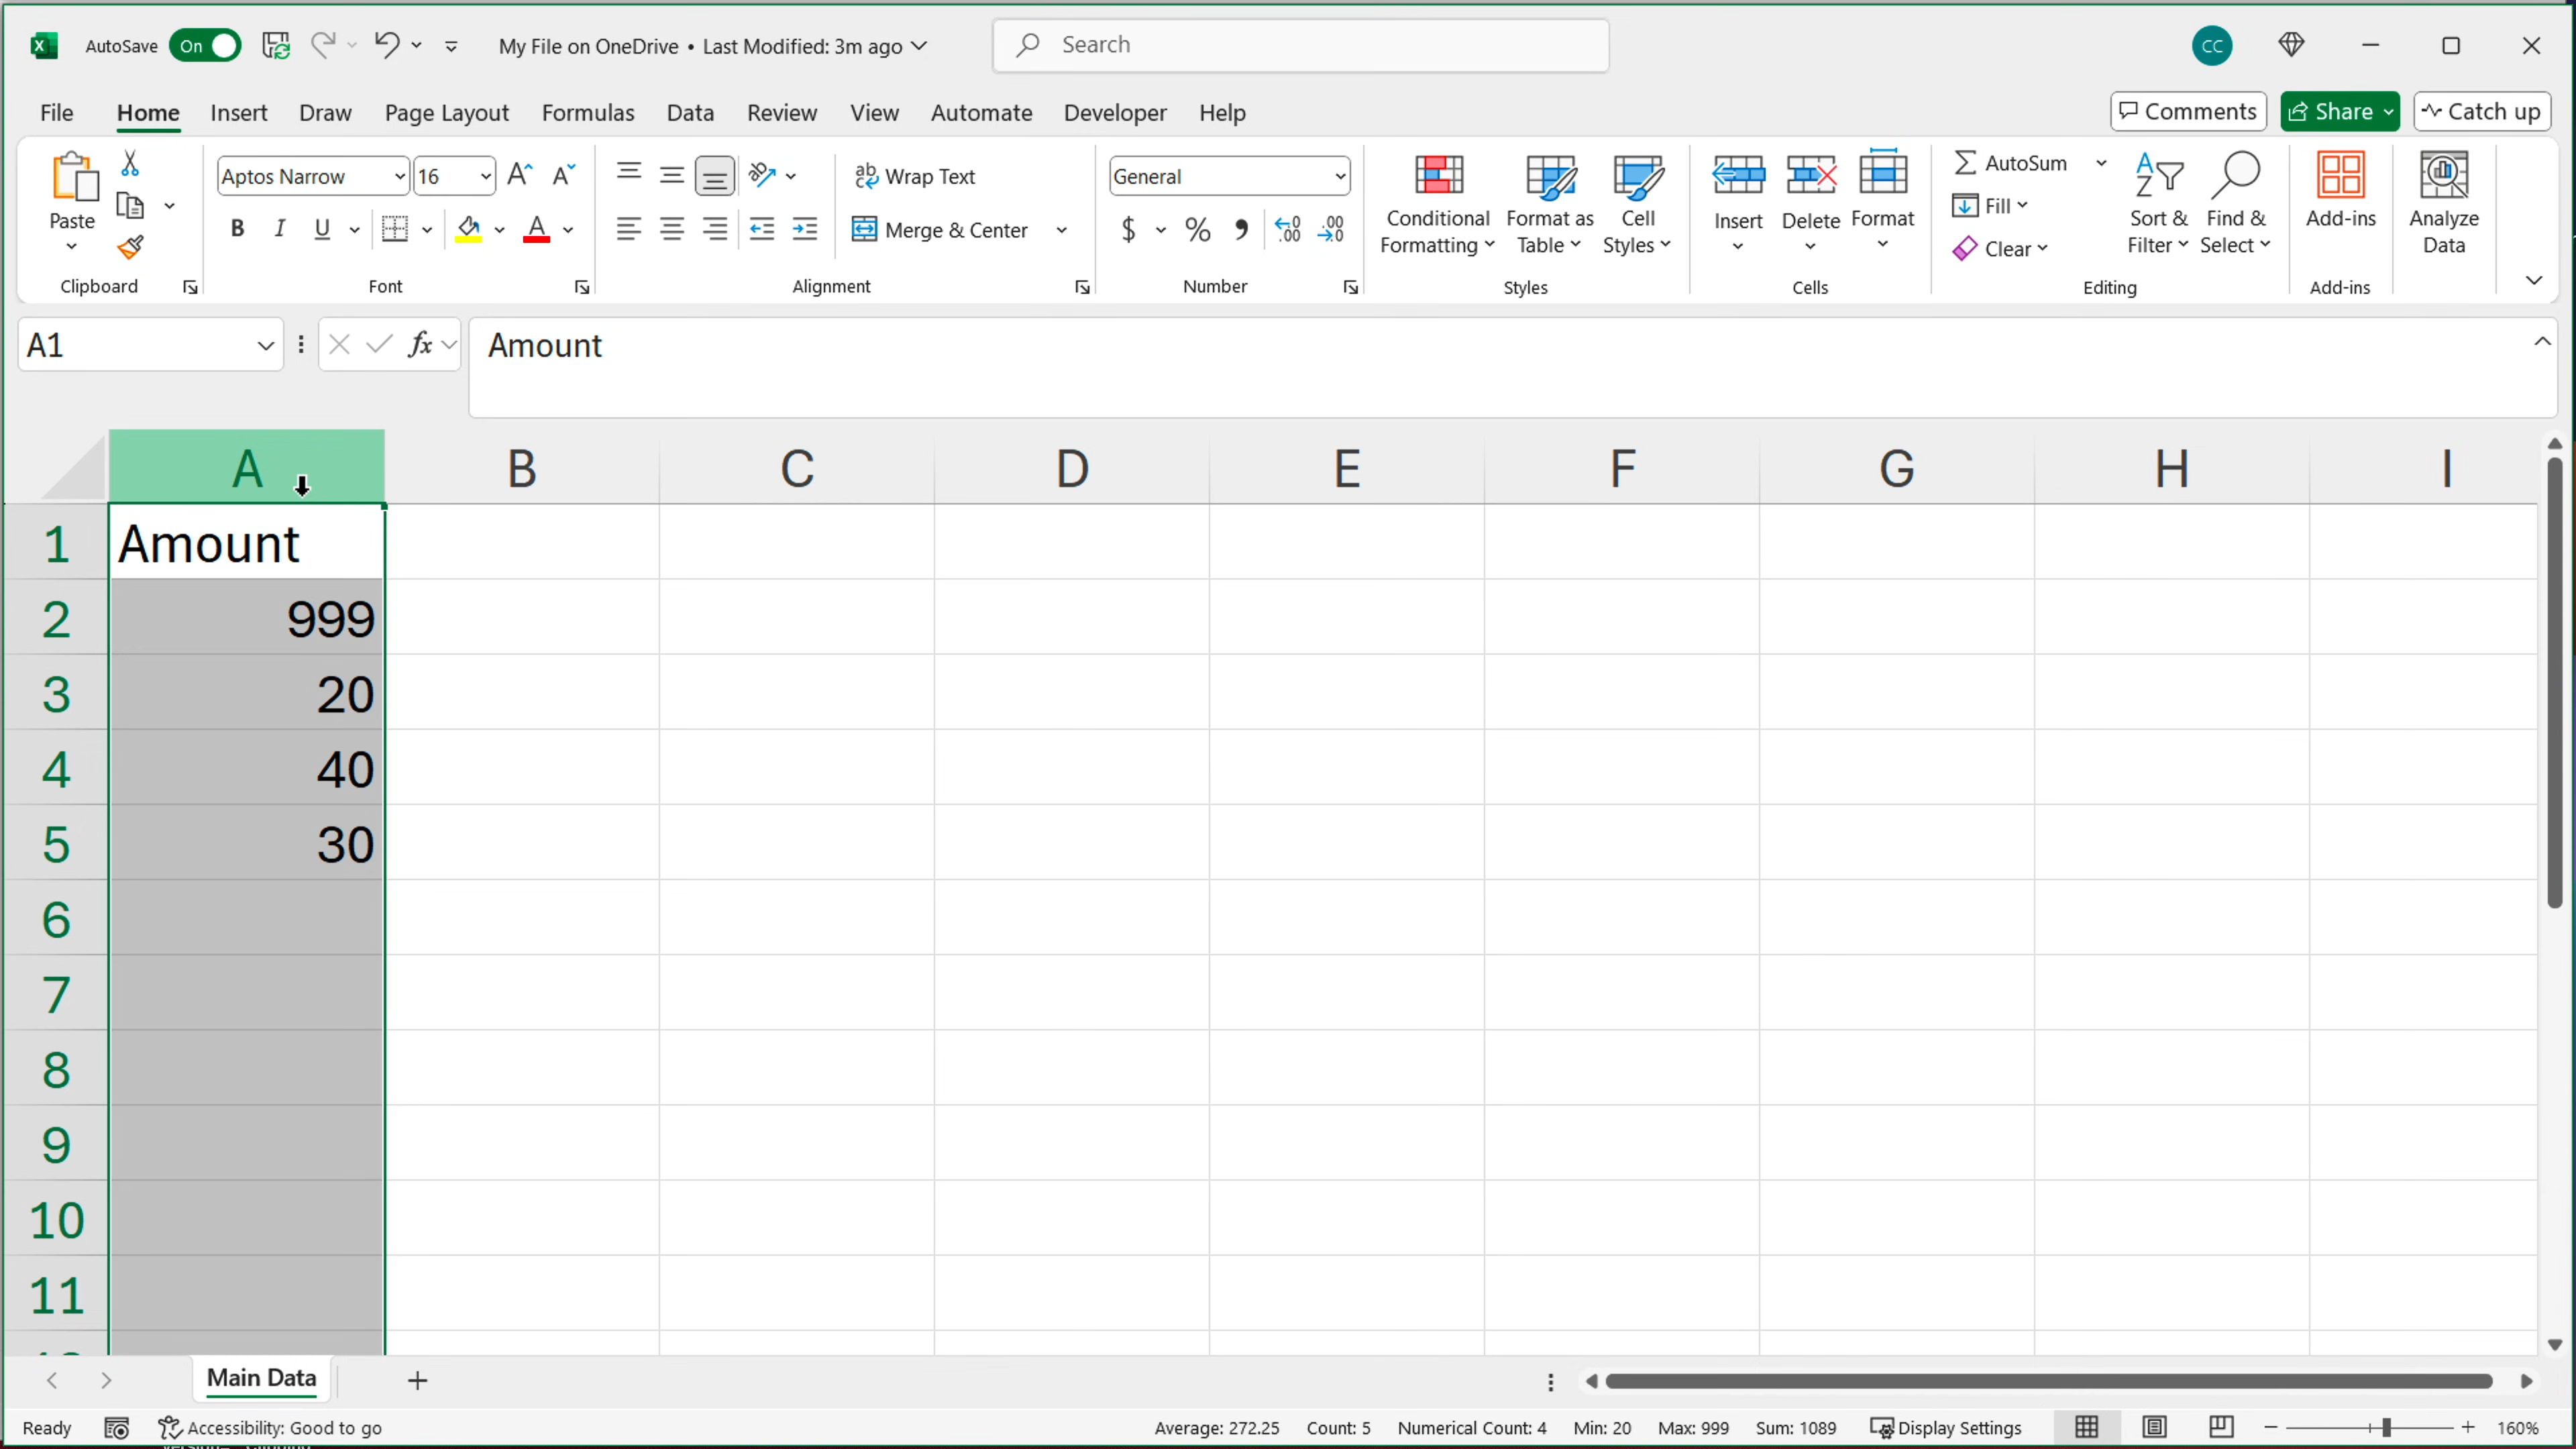 AutoSave On My File on OneDrive • Last Modified: 3m ago Search CC
File Home Insert Draw Page Layout Formulas Data Review View Automate Developer Help Comments Share Catch up
Paste
Clipboard
Aptos Narrow 16
B I U A
Font
ab Wrap Text
Merge & Center
Alignment
General
$ % , .00 .00
Number
Conditional Formatting
Format as Table
Cell Styles
Styles
Insert Delete Format
Cells
AutoSum
Fill
Clear
Sort & Filter
Find & Select
Editing
Add-ins
Add-ins
Analyze Data
A1 fx Amount
A B C D E F G H I
1 Amount
2 999
3 20
4 40
5 30
6
7
8
9
10
11
Main Data
Ready Accessibility: Good to go Average: 272.25 Count: 5 Numerical Count: 4 Min: 20 Max: 999 Sum: 1089 Display Settings 160%